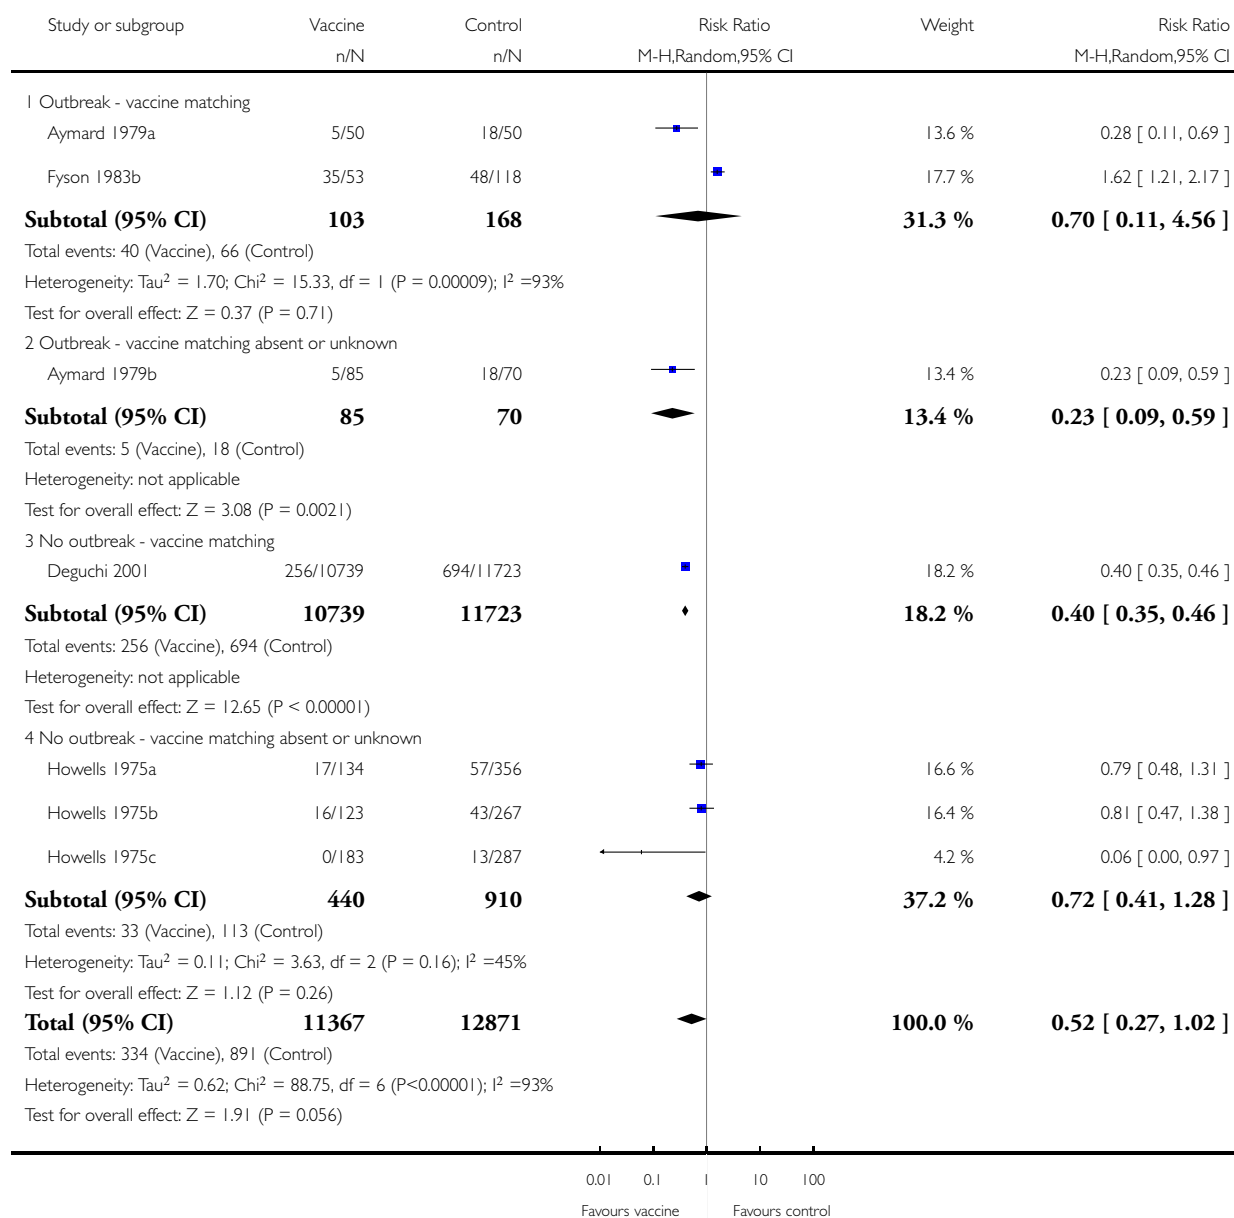 Study or subgroup Vaccine Control Risk Ratio Weight Risk Ratio
n/N n/N M-H,Random,95% CI M-H,Random,95% CI
1 Outbreak - vaccine matching
Aymard 1979a 5/50 18/50 13.6 % 0.28 [ 0.11, 0.69 ]
Fyson 1983b 35/53 48/118 17.7 % 1.62 [ 1.21, 2.17 ]
Subtotal (95% CI) 103 168 31.3 % 0.70 [ 0.11, 4.56 ]
Total events: 40 (Vaccine), 66 (Control)
Heterogeneity: Tau² = 1.70; Chi² = 15.33, df = 1 (P = 0.00009); I² =93%
Test for overall effect: Z = 0.37 (P = 0.71)
2 Outbreak - vaccine matching absent or unknown
Aymard 1979b 5/85 18/70 13.4 % 0.23 [ 0.09, 0.59 ]
Subtotal (95% CI) 85 70 13.4 % 0.23 [ 0.09, 0.59 ]
Total events: 5 (Vaccine), 18 (Control)
Heterogeneity: not applicable
Test for overall effect: Z = 3.08 (P = 0.0021)
3 No outbreak - vaccine matching
Deguchi 2001 256/10739 694/11723 18.2 % 0.40 [ 0.35, 0.46 ]
Subtotal (95% CI) 10739 11723 18.2 % 0.40 [ 0.35, 0.46 ]
Total events: 256 (Vaccine), 694 (Control)
Heterogeneity: not applicable
Test for overall effect: Z = 12.65 (P < 0.00001)
4 No outbreak - vaccine matching absent or unknown
Howells 1975a 17/134 57/356 16.6 % 0.79 [ 0.48, 1.31 ]
Howells 1975b 16/123 43/267 16.4 % 0.81 [ 0.47, 1.38 ]
Howells 1975c 0/183 13/287 4.2 % 0.06 [ 0.00, 0.97 ]
Subtotal (95% CI) 440 910 37.2 % 0.72 [ 0.41, 1.28 ]
Total events: 33 (Vaccine), 113 (Control)
Heterogeneity: Tau² = 0.11; Chi² = 3.63, df = 2 (P = 0.16); I² =45%
Test for overall effect: Z = 1.12 (P = 0.26)
Total (95% CI) 11367 12871 100.0 % 0.52 [ 0.27, 1.02 ]
Total events: 334 (Vaccine), 891 (Control)
Heterogeneity: Tau² = 0.62; Chi² = 88.75, df = 6 (P<0.00001); I² =93%
Test for overall effect: Z = 1.91 (P = 0.056)
0.01 0.1 1 10 100
Favours vaccine Favours control